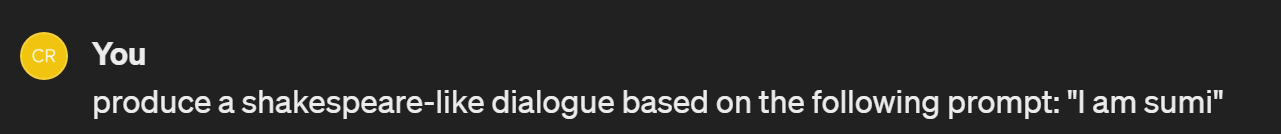 CR
You
produce a shakespeare-like dialogue based on the following prompt: "I am sumi"